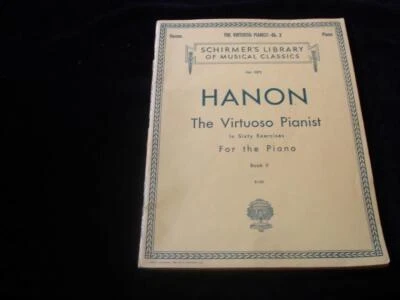 Hanon THE VIRTUOSO PIANIST—Bk. 2 Piano
SCHIRMER'S LIBRARY
OF MUSICAL CLASSICS
HANON
The Virtuoso Pianist
In Sixty Exercises
For the Piano
Book II